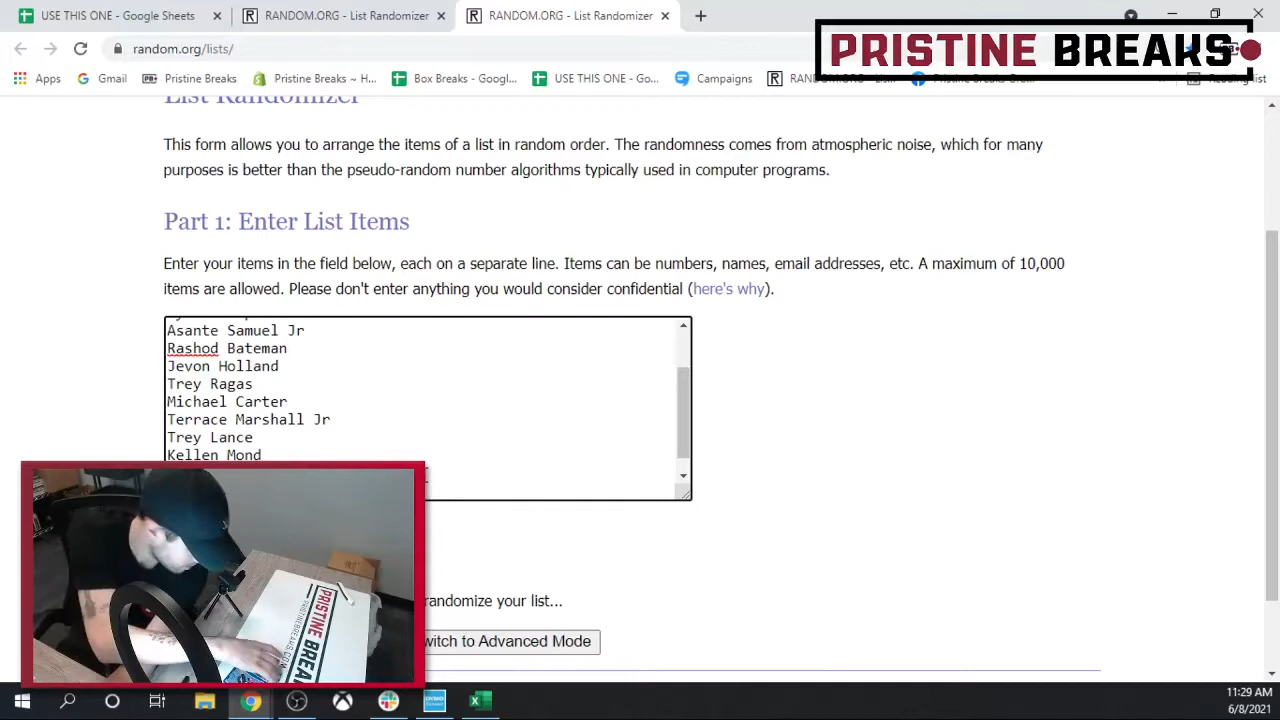 USE THIS ONE - Google Sheets
RANDOM.ORG - List Randomizer
RANDOM.ORG - List Randomizer
random.org/lists/
PRISTINE BREAKS
Apps
Gmail
Pristine Breaks
Pristine Breaks ~ H...
Box Breaks - Googl...
USE THIS ONE - Go...
Campaigns
List Randomizer
This form allows you to arrange the items of a list in random order. The randomness comes from atmospheric noise, which for many
purposes is better than the pseudo-random number algorithms typically used in computer programs.
Part 1: Enter List Items
Enter your items in the field below, each on a separate line. Items can be numbers, names, email addresses, etc. A maximum of 10,000
items are allowed. Please don't enter anything you would consider confidential (here's why).
Asante Samuel Jr
Rashod Bateman
Jevon Holland
Trey Ragas
Michael Carter
Terrace Marshall Jr
Trey Lance
Kellen Mond
randomize your list...
witch to Advanced Mode
PRISTINE BREA
11:29 AM
6/8/2021